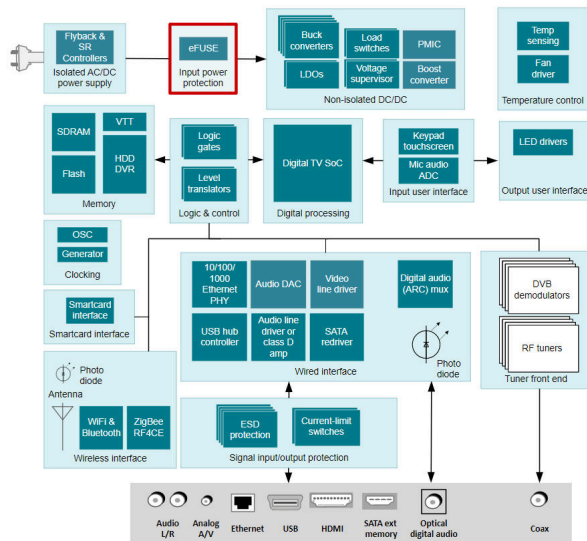 Flyback &
SR
Controllers
Isolated AC/DC
power supply
eFUSE
Input power
protection
Buck
converters
Load
switches
PMIC
LDOs
Voltage
supervisor
Boost
converter
Non-isolated DC/DC
Temp
sensing
Fan
driver
Temperature control
SDRAM
VTT
Flash
HDD
DVR
Memory
Logic
gates
Level
translators
Logic & control
Digital TV SoC
Digital processing
Keypad
touchscreen
Mic audio
ADC
Input user interface
LED drivers
Output user interface
OSC
Generator
Clocking
Smartcard
interface
Smartcard interface
10/100/
1000
Ethernet
PHY
Audio DAC
Video
line driver
Digital audio
(ARC) mux
USB hub
controller
Audio line
driver or
class D
amp
SATA
redriver
Wired interface
Photo
diode
DVB
demodulators
RF tuners
Tuner front end
Photo
diode
Antenna
WiFi &
Bluetooth
ZigBee
RF4CE
Wireless interface
ESD
protection
Current-limit
switches
Signal input/output protection
Audio
L/R
Analog
A/V
Ethernet
USB
HDMI
SATA ext
memory
Optical
digital audio
Coax